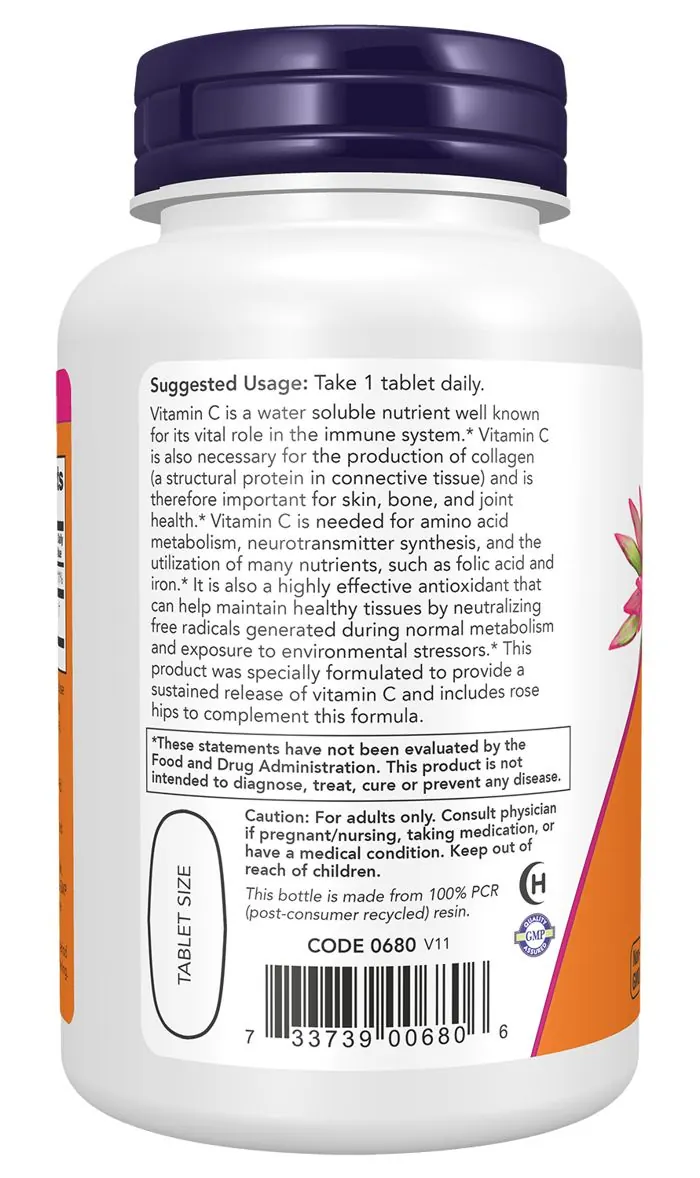 Suggested Usage: Take 1 tablet daily.
Vitamin C is a water soluble nutrient well known
for its vital role in the immune system.* Vitamin C
is also necessary for the production of collagen
(a structural protein in connective tissue) and is
therefore important for skin, bone, and joint
health.* Vitamin C is needed for amino acid
metabolism, neurotransmitter synthesis, and the
utilization of many nutrients, such as folic acid and
iron.* It is also a highly effective antioxidant that
can help maintain healthy tissues by neutralizing
free radicals generated during normal metabolism
and exposure to environmental stressors.* This
product was specially formulated to provide a
sustained release of vitamin C and includes rose
hips to complement this formula.
*These statements have not been evaluated by the
Food and Drug Administration. This product is not
intended to diagnose, treat, cure or prevent any disease.
TABLET SIZE
Caution: For adults only. Consult physician
if pregnant/nursing, taking medication, or
have a medical condition. Keep out of
reach of children.
This bottle is made from 100% PCR
(post-consumer recycled) resin.
H
QUALITY
GMP
ASSURED
CODE 0680 V11
7 33739 00680 6